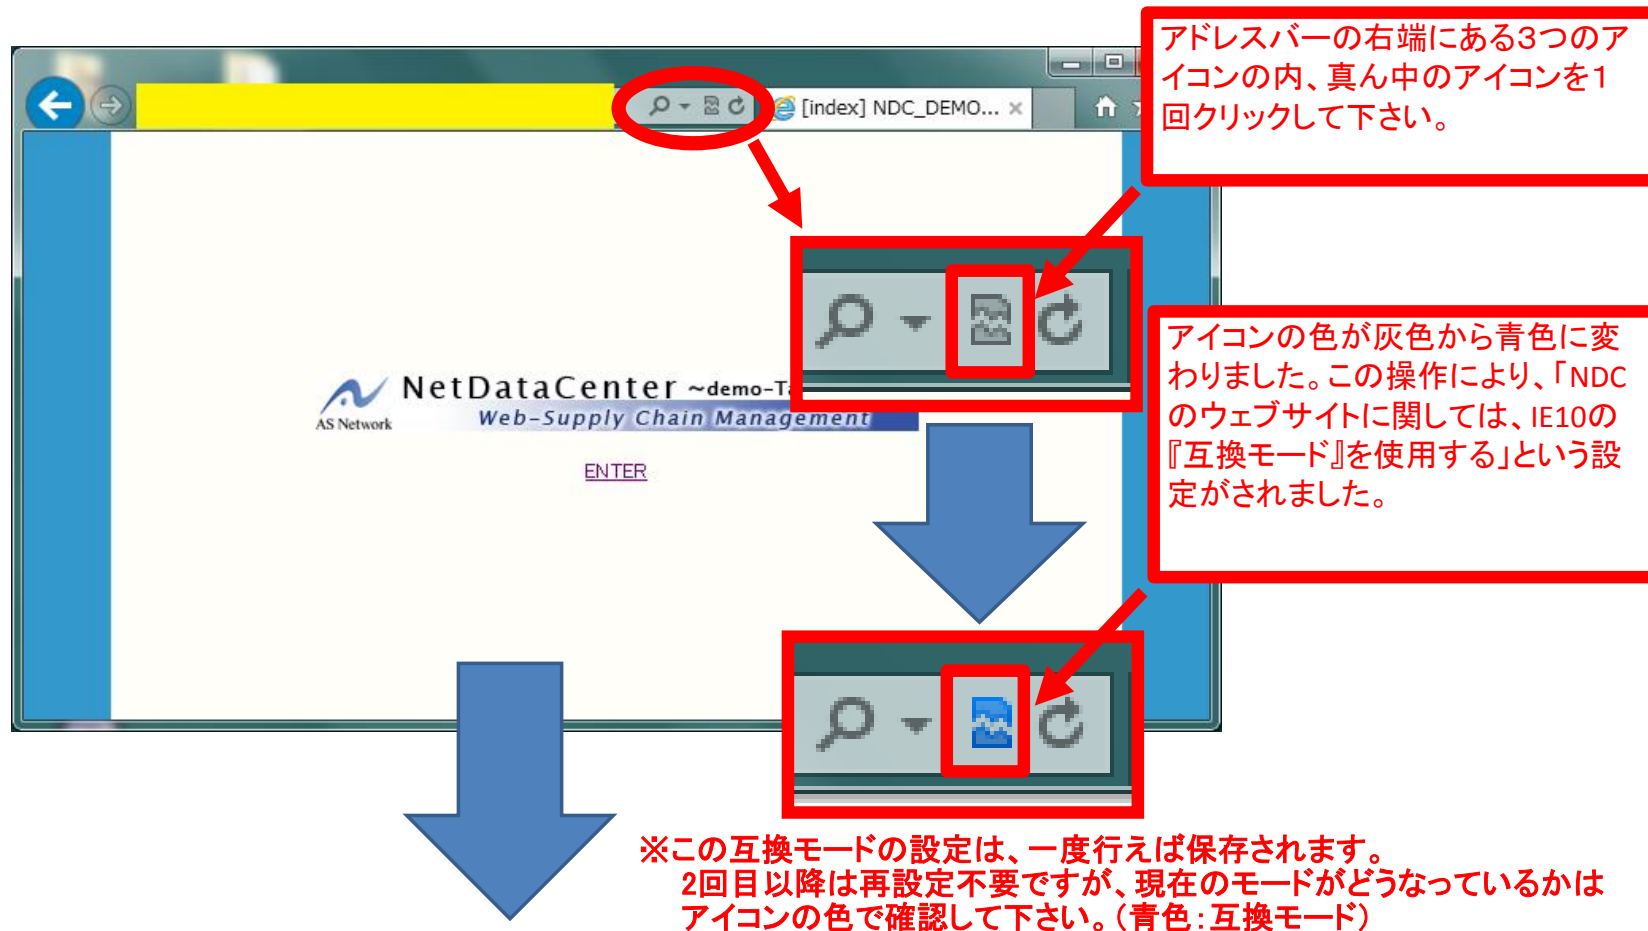 アドレスバーの右端にある3つのア
イコンの内、真ん中のアイコンを1
回クリックして下さい。
[index] NDC_DEMO...
アイコンの色が灰色から青色に変
わりました。この操作により、「NDC
のウェブサイトに関しては、IE10の
『互換モード』を使用する」という設
定がされました。
NetDataCenter ~demo-Ta
AS Network
Web-Supply Chain Management
ENTER
※この互換モードの設定は、一度行えば保存されます。
2回目以降は再設定不要ですが、現在のモードがどうなっているかは
アイコンの色で確認して下さい。(青色:互換モード)